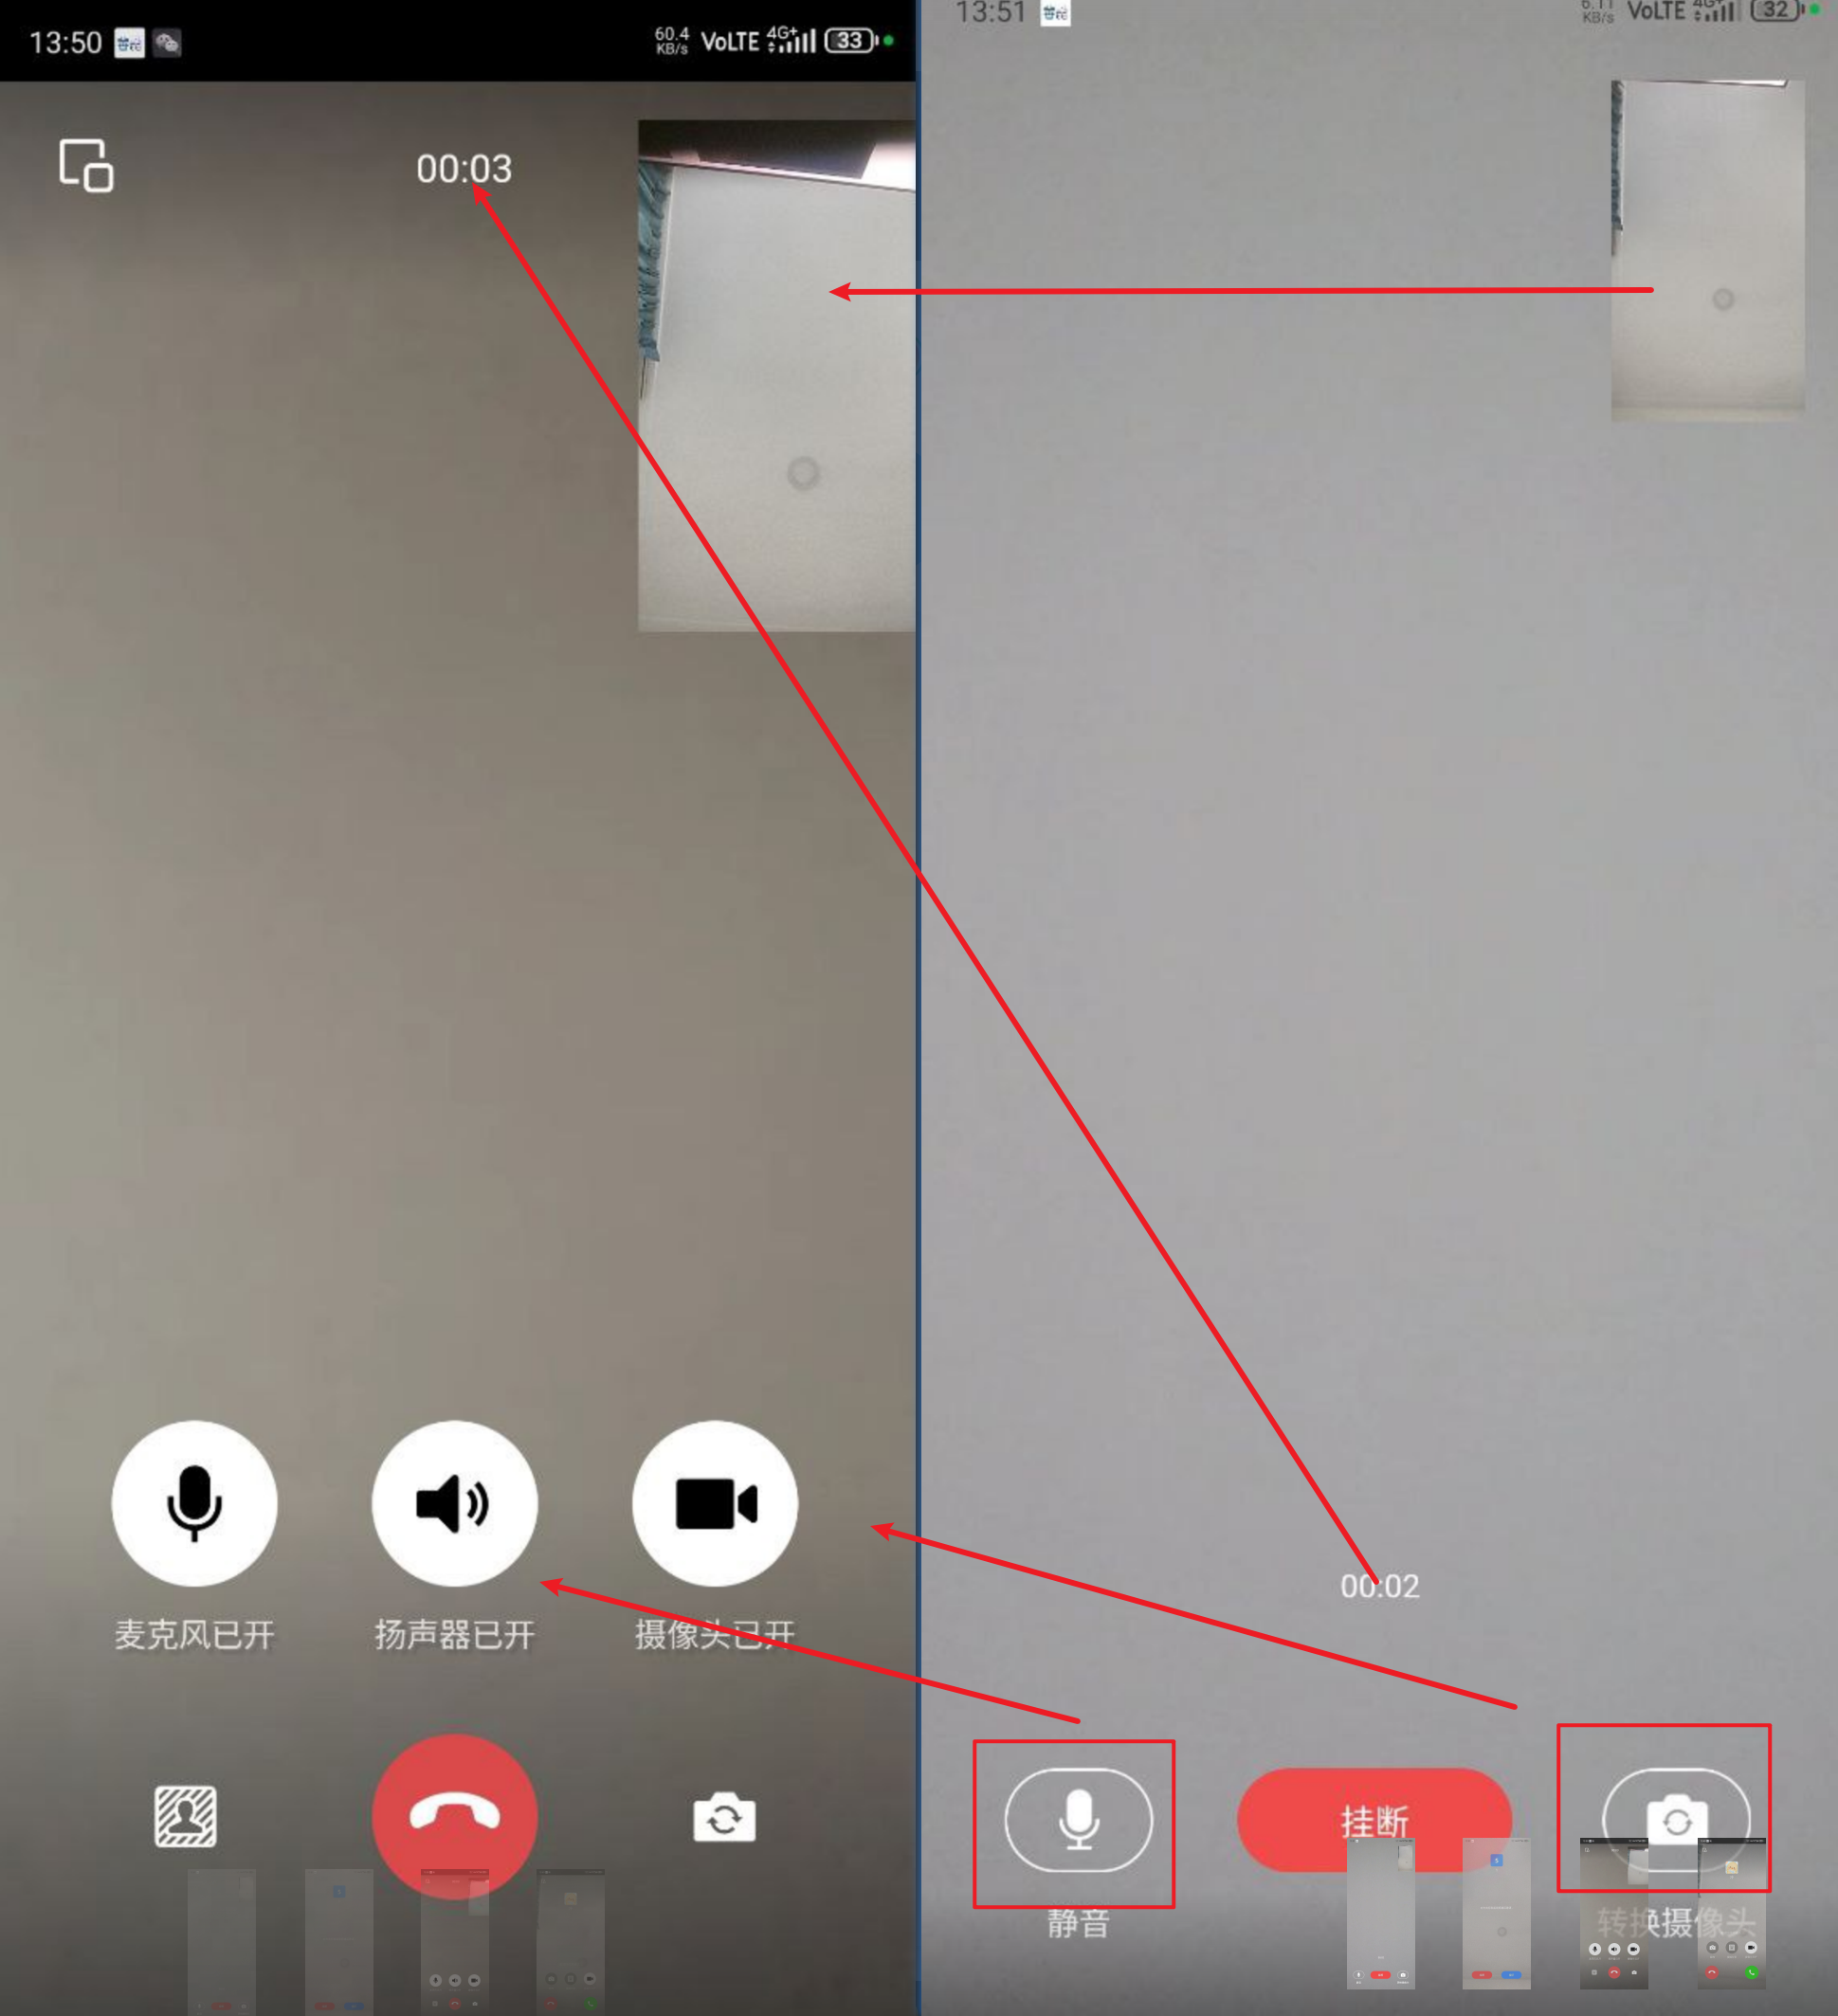 13:50
60.4
KB/s
VoLTE
4G+
33
00:03
麦克风已开
扬声器已开
摄像头已开
13:51
6.11
KB/s
VoLTE
4G+
32
00:02
挂断
静音
转换摄像头